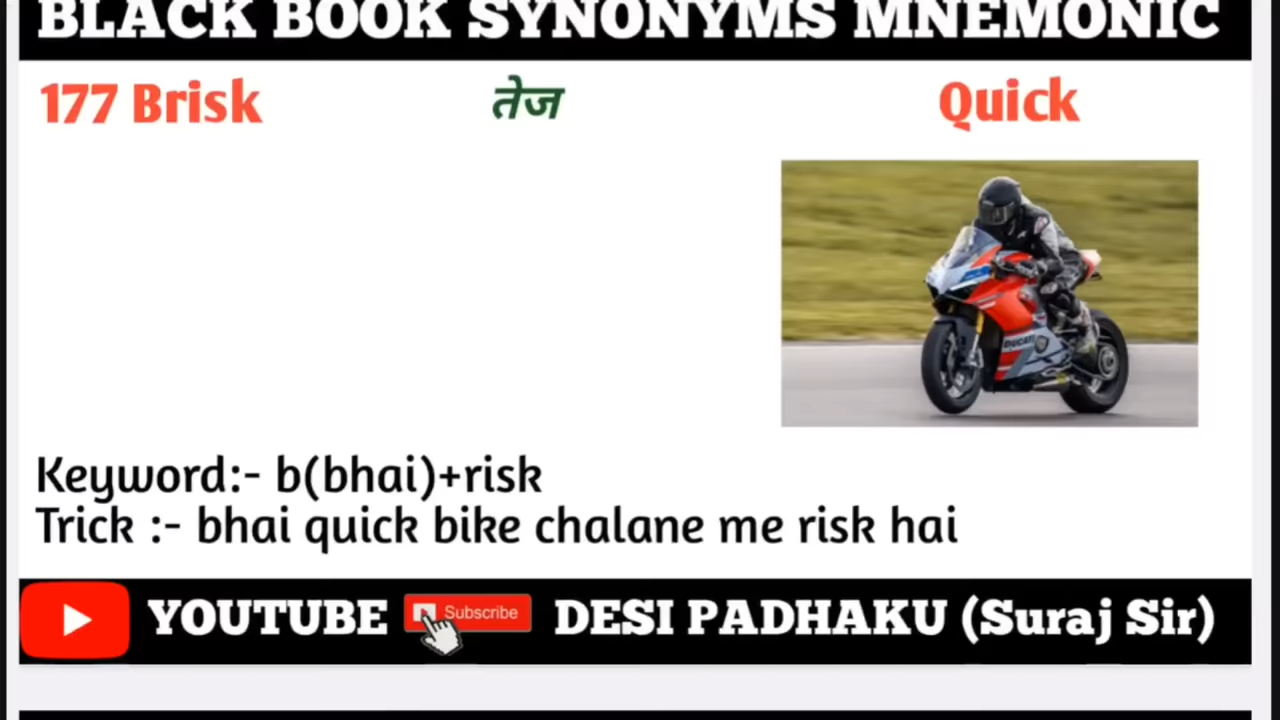 BLACK BOOK SYNONYMS MNEMONIC
177 Brisk तेज Quick
DUCATI
Keyword:- b(bhai)+risk
Trick :- bhai quick bike chalane me risk hai
YOUTUBE Subscribe DESI PADHAKU (Suraj Sir)